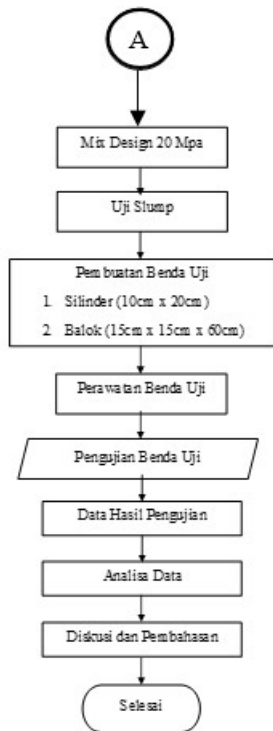 A
Mix Design 20 Mpa
Uji Slump
Pembuatan Benda Uji
1. Silinder (10cm x 20cm)
2. Balok (15cm x 15cm x 60cm)
Perawatan Benda Uji
Pengujian Benda Uji
Data Hasil Pengujian
Analisa Data
Diskusi dan Pembahasan
Selesai